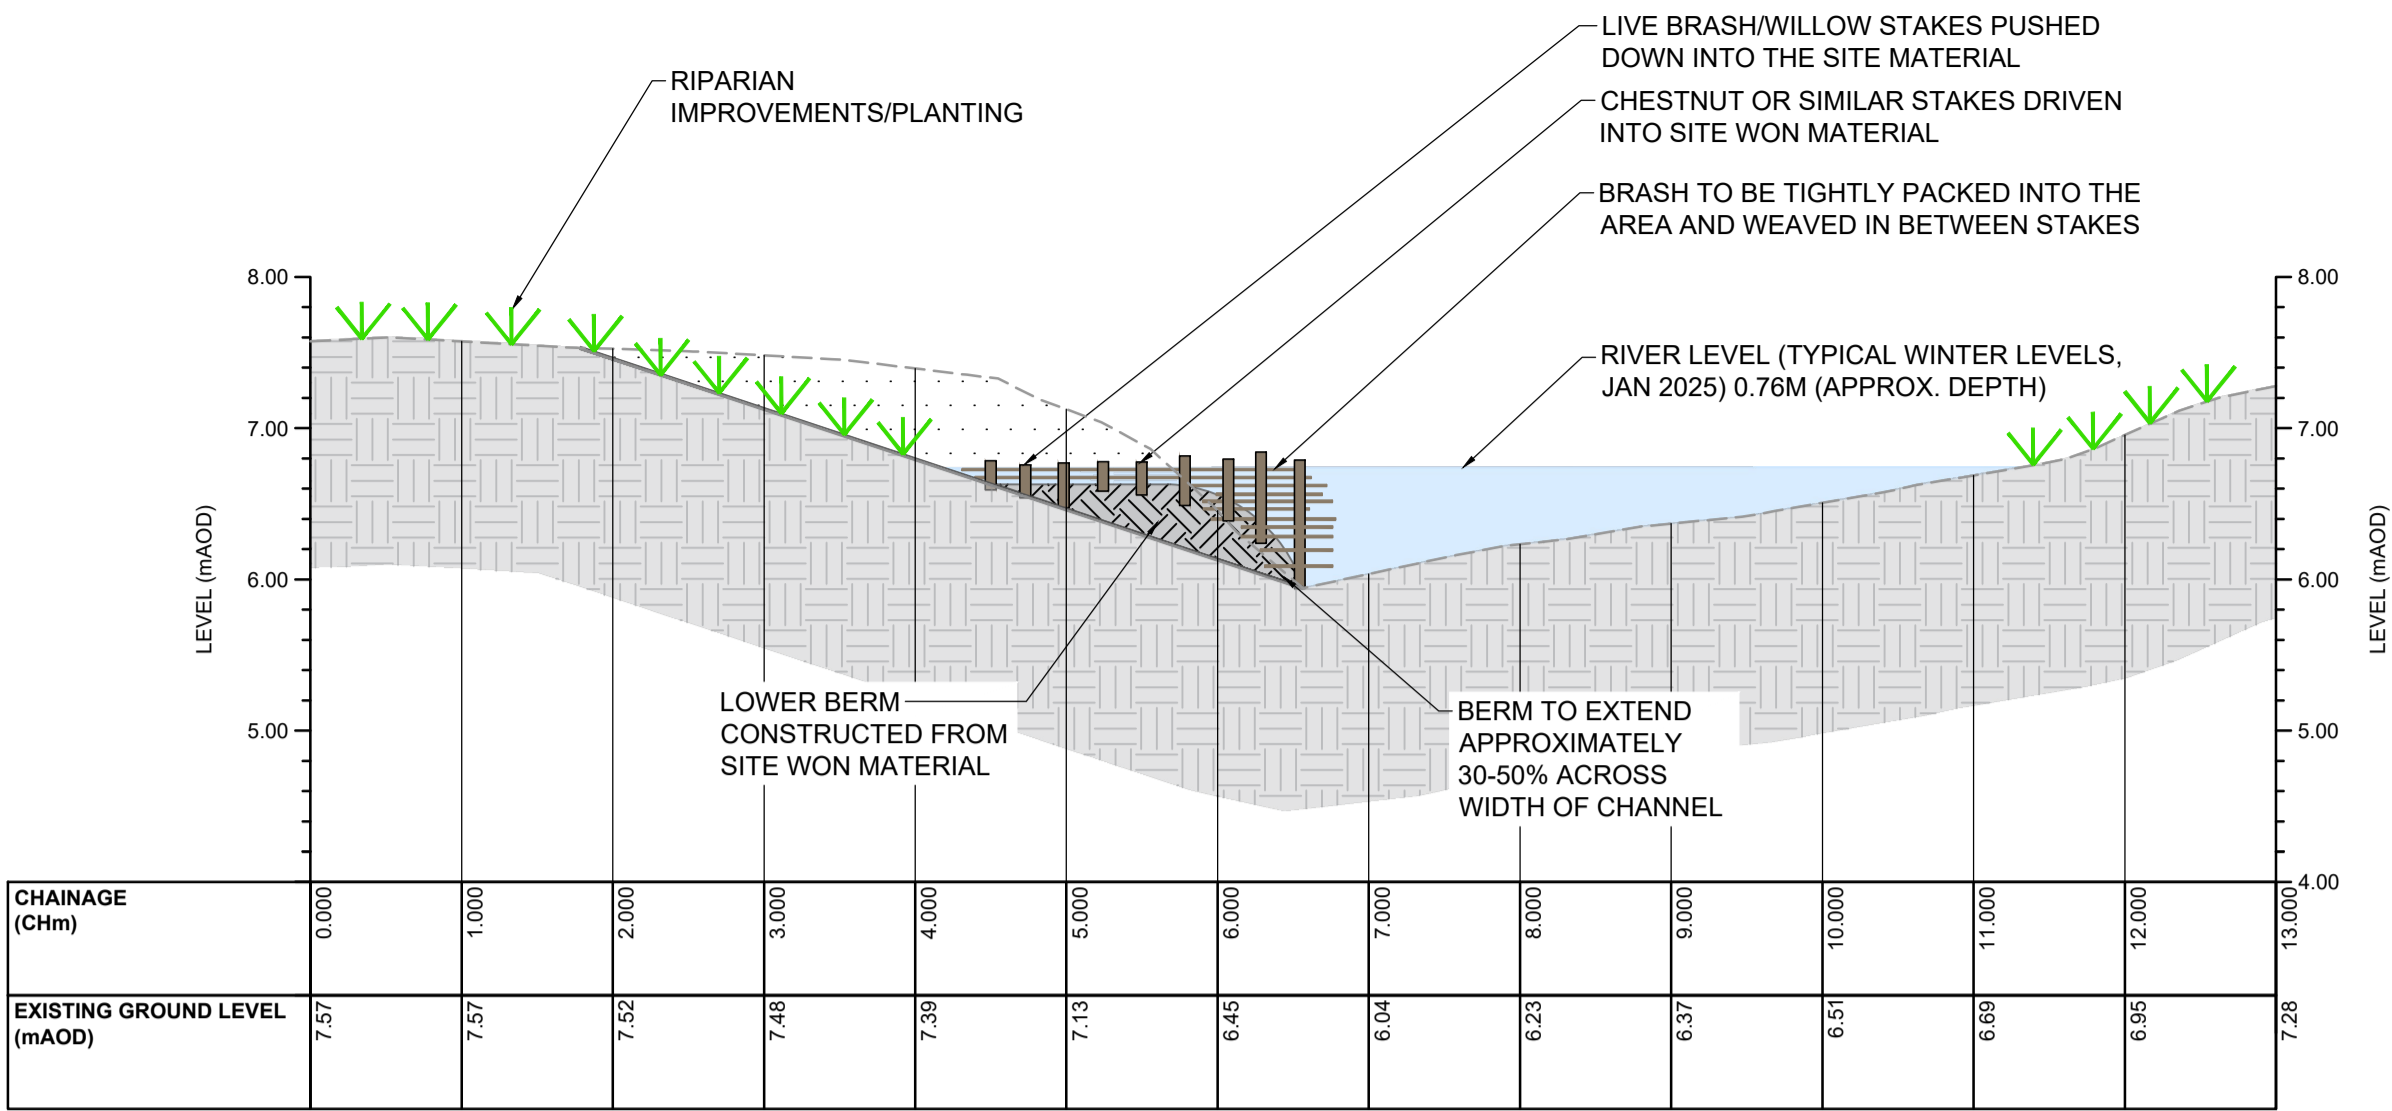 LIVE BRASH/WILLOW STAKES PUSHED
DOWN INTO THE SITE MATERIAL
RIPARIAN
IMPROVEMENTS/PLANTING
CHESTNUT OR SIMILAR STAKES DRIVEN
INTO SITE WON MATERIAL
BRASH TO BE TIGHTLY PACKED INTO THE
AREA AND WEAVED IN BETWEEN STAKES
RIVER LEVEL (TYPICAL WINTER LEVELS,
JAN 2025) 0.76M (APPROX. DEPTH)
8.00
7.00
6.00
5.00
LEVEL (mAOD)
8.00
7.00
6.00
5.00
4.00
LEVEL (mAOD)
LOWER BERM
CONSTRUCTED FROM
SITE WON MATERIAL
BERM TO EXTEND
APPROXIMATELY
30-50% ACROSS
WIDTH OF CHANNEL
CHAINAGE
(CHm)
0.000
1.000
2.000
3.000
4.000
5.000
6.000
7.000
8.000
9.000
10.000
11.000
12.000
13.000
EXISTING GROUND LEVEL
(mAOD)
7.57
7.57
7.52
7.48
7.39
7.13
6.45
6.04
6.23
6.37
6.51
6.69
6.95
7.28